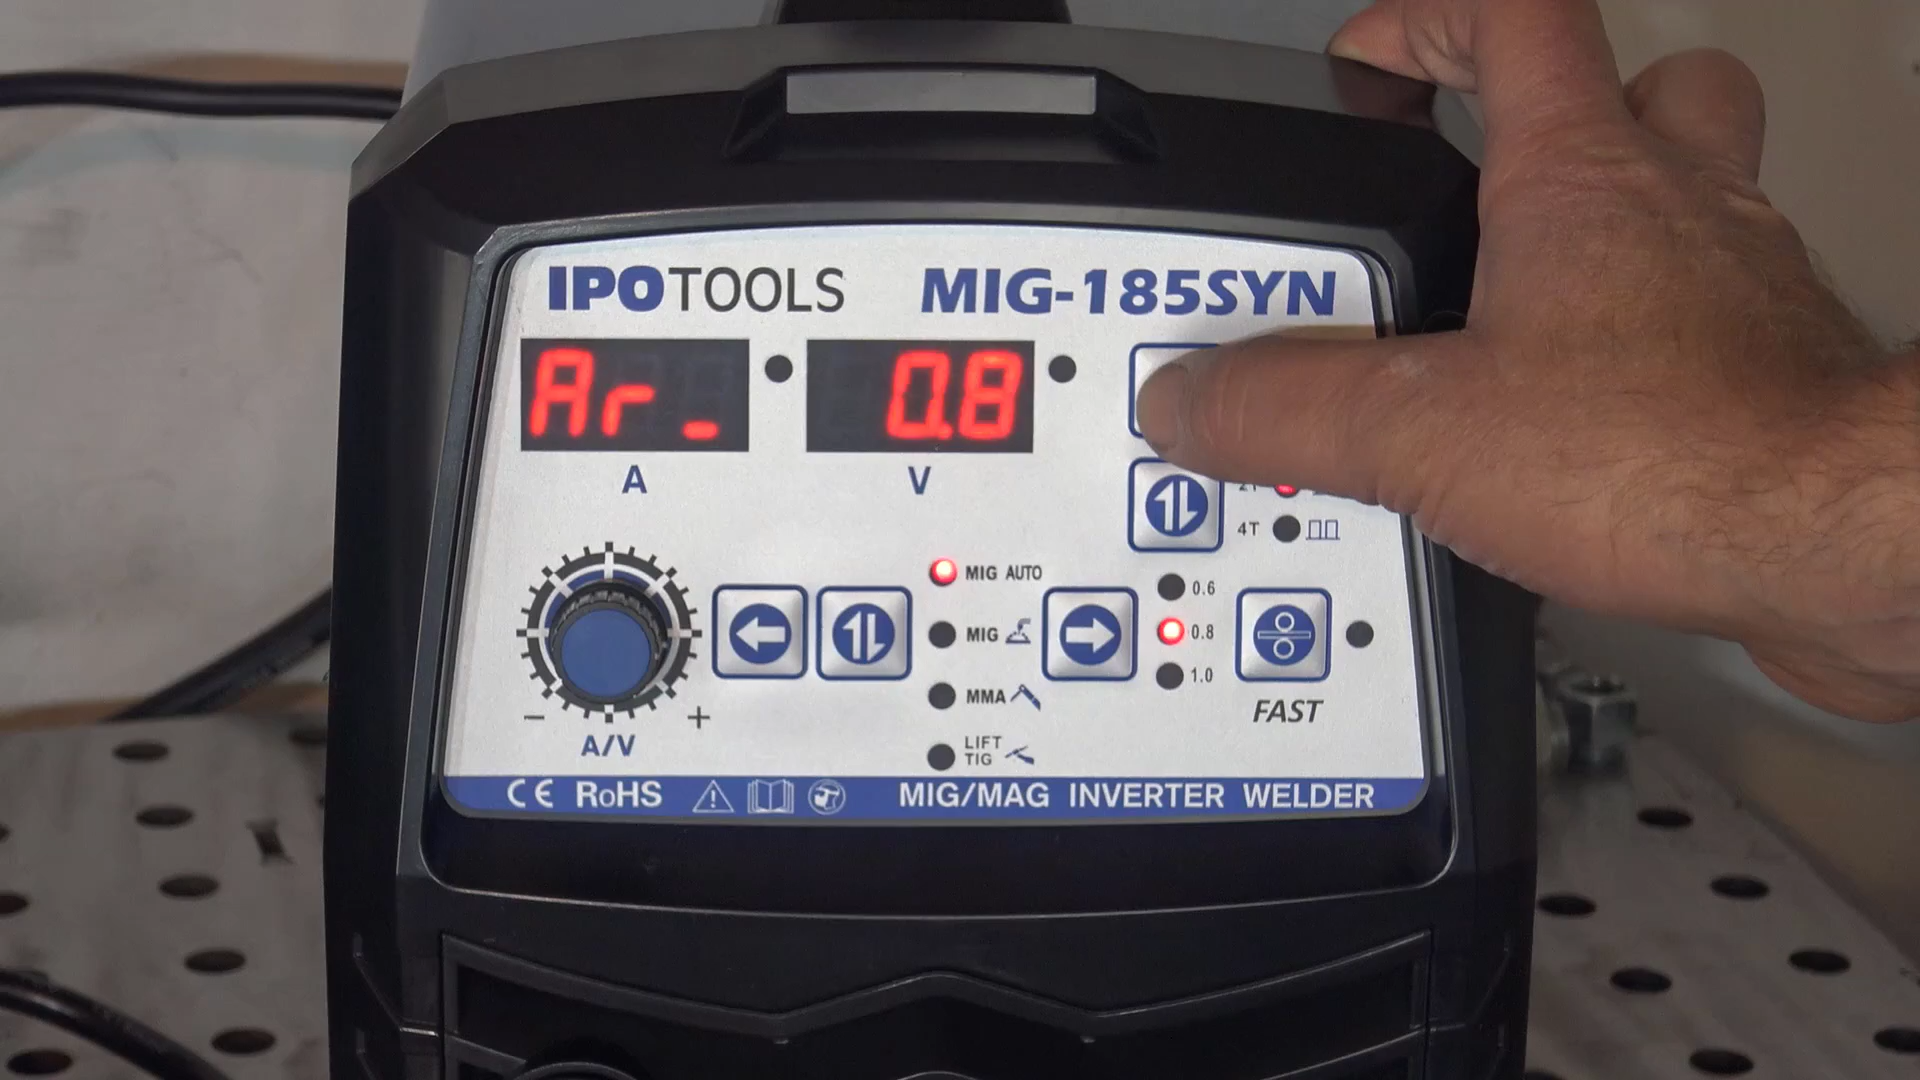 IPOTOOLS MIG-185SYN
Ar_ 0.8
A V
4T
MIG AUTO
0.6
MIG
0.8
MMA
1.0
LIFT
TIG
FAST
− +
A/V
CE RoHS MIG/MAG INVERTER WELDER